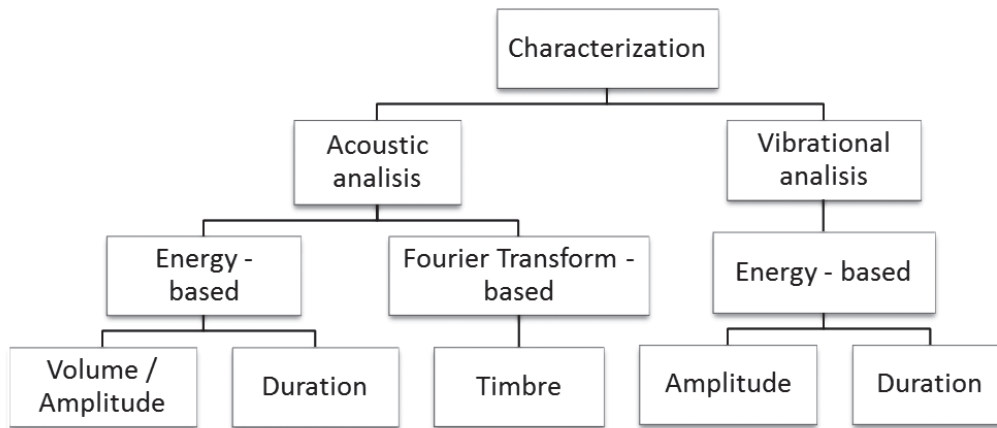 Characterization
Acoustic
analisis
Vibrational
analisis
Energy -
based
Fourier Transform -
based
Energy - based
Volume /
Amplitude
Duration
Timbre
Amplitude
Duration